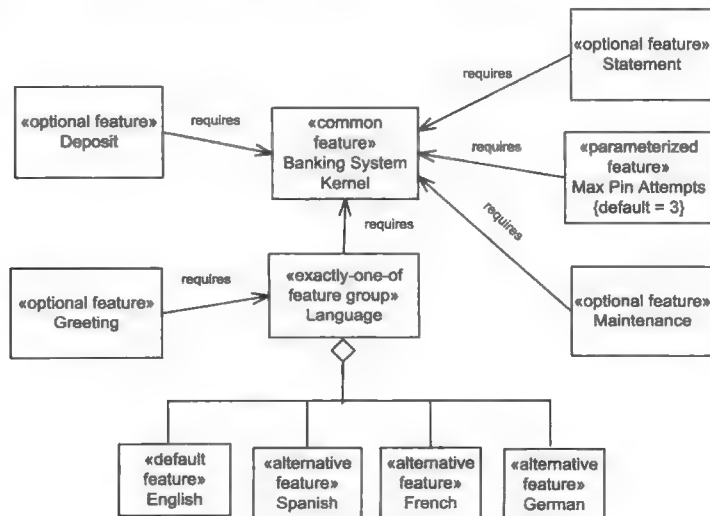 «optional feature»
Statement
requires
«optional feature»
Deposit
requires
«common
feature»
Banking System
Kernel
requires
«parameterized
feature»
Max Pin Attempts
{default = 3}
requires
requires
«optional feature»
Greeting
requires
«exactly-one-of
feature group»
Language
«optional feature»
Maintenance
«default
feature»
English
«alternative
feature»
Spanish
«alternative
feature»
French
«alternative
feature»
German